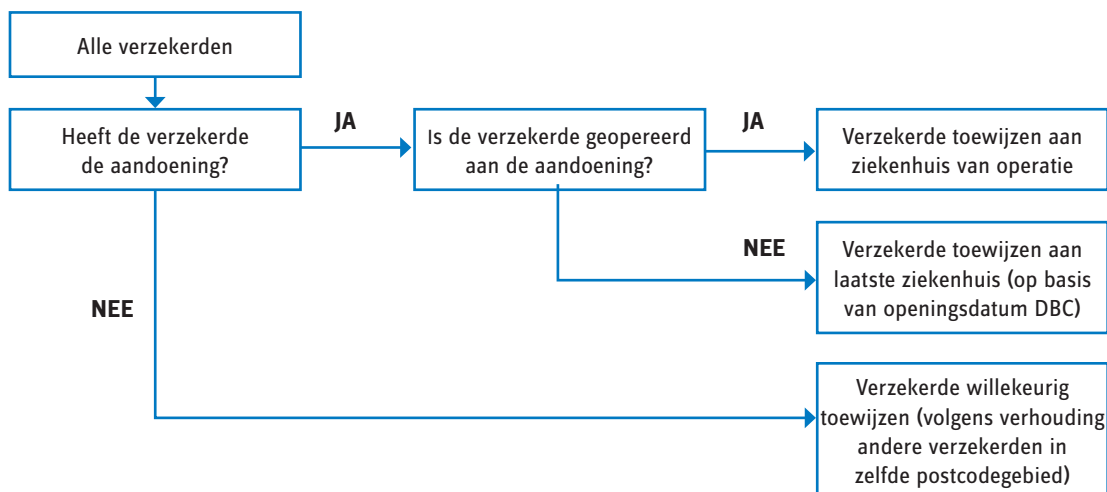 Alle verzekerden
Heeft de verzekerde
de aandoening?
JA
Is de verzekerde geopereerd
aan de aandoening?
JA
Verzekerde toewijzen aan
ziekenhuis van operatie
NEE
Verzekerde toewijzen aan
laatste ziekenhuis (op basis
van openingsdatum DBC)
NEE
Verzekerde willekeurig
toewijzen (volgens verhouding
andere verzekerden in
zelfde postcodegebied)